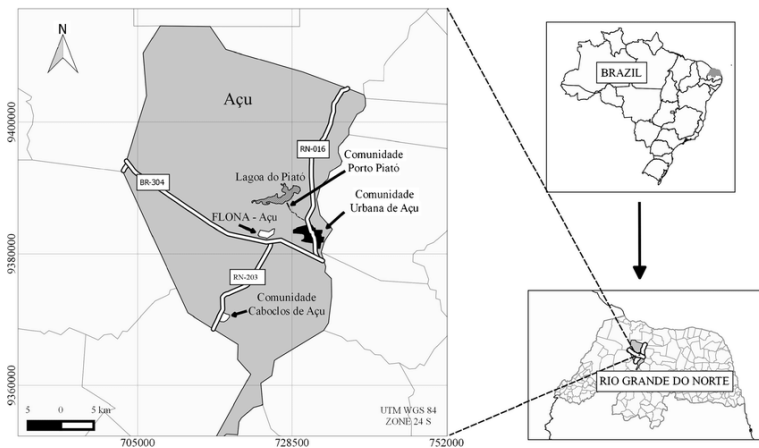 N
Açu
9400000
RN-016
Comunidade
Porto Piató
BR-304
Lagoa do Piató
Comunidade
Urbana de Açu
FLONA - Açu
9380000
RN-203
Comunidade
Caboclos de Açu
9360000
5 0 5 km
UTM WGS 84
ZONE 24 S
705000 728500 752000
BRAZIL
RIO GRANDE DO NORTE